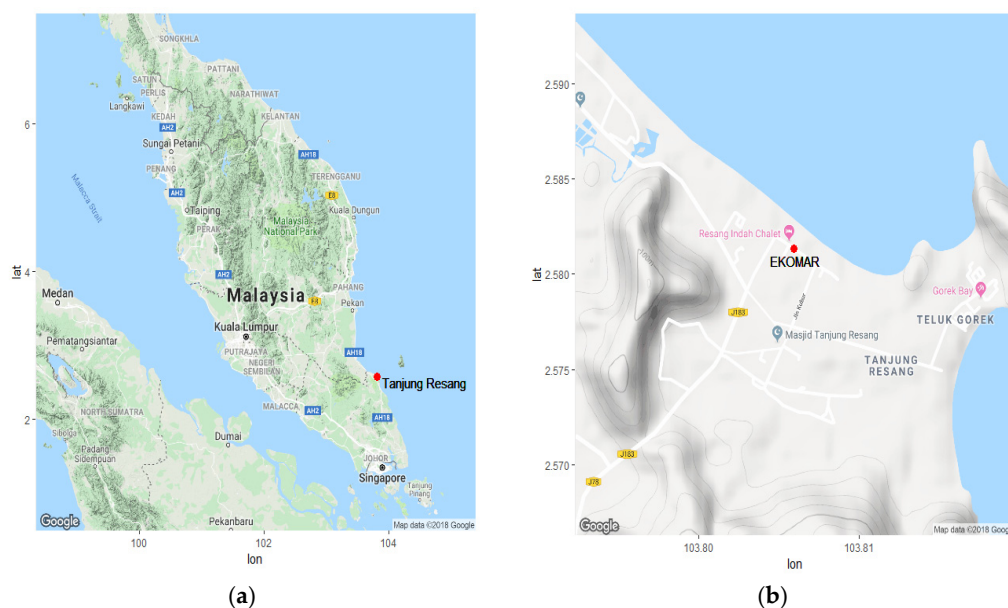 SONGKHLA
PATTANI
SATUN
PERLIS
NARATHIWAT
Langkawi
KEDAH
KELANTAN
AH2
Sungai Petani
AH18
PENANG
TERENGGANU
AH2
E8
Malacca Strait
Taiping
Kuala Dungun
PERAK
Malaysia
National Park
AH2
PAHANG
Medan
Malaysia
E8
Pekan
Kuala Lumpur
Pematangsiantar
PUTRAJAYA
AH18
NEGERI
SEMBILAN
Tanjung Resang
NORTH SUMATRA
MALACCA
AH2
AH18
Sibolga
Dumai
Padang
Sidempuan
JOHOR
Singapore
Tanjung
Pinang
Pekanbaru
Google
Map data ©2018 Google
6
4
2
lat
100
102
104
lon
(a)
Resang Indah Chalet
EKOMAR
Gorek Bay
J183
Jln Kubur
TELUK GOREK
Masjid Tanjung Resang
TANJUNG
RESANG
J183
J78
Google
Map data ©2018 Google
2.590
2.585
2.580
2.575
2.570
lat
103.80
103.81
lon
(b)